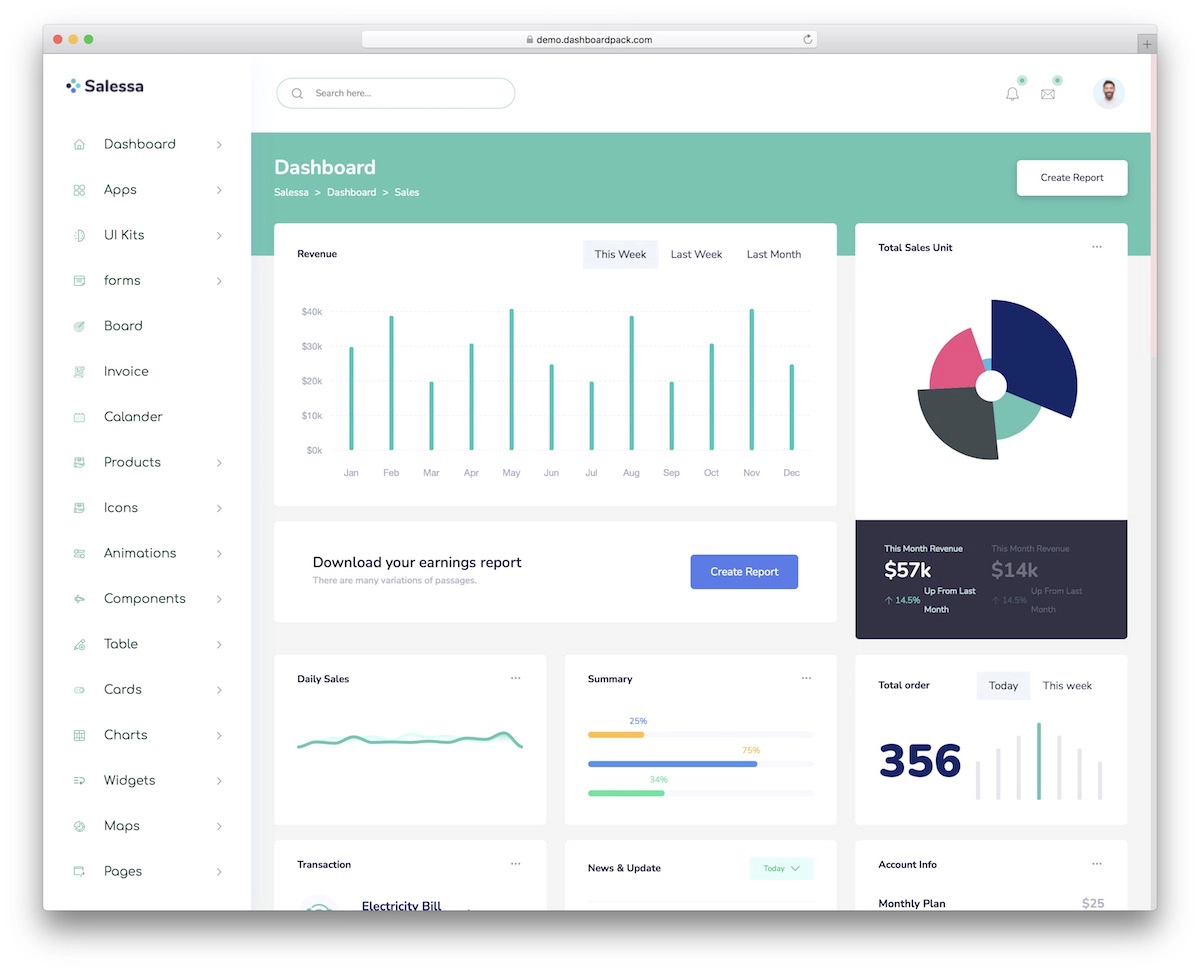 demo.dashboardpack.com
Salessa
Search here...
Dashboard
Apps
UI Kits
forms
Board
Invoice
Calander
Products
Icons
Animations
Components
Table
Cards
Charts
Widgets
Maps
Pages
Dashboard
Salessa > Dashboard > Sales
Create Report
Revenue
This Week Last Week Last Month
$40k
$30k
$20k
$10k
$0k
Jan Feb Mar Apr May Jun Jul Aug Sep Oct Nov Dec
Total Sales Unit
This Month Revenue
$57k
14.5% Up From Last
Month
This Month Revenue
$14k
14.5% Up From Last
Month
Download your earnings report
There are many variations of passages.
Create Report
Daily Sales
Summary
25%
75%
34%
Total order
Today This week
356
Transaction
Electricity Bill
News & Update
Today
Account Info
Monthly Plan $25